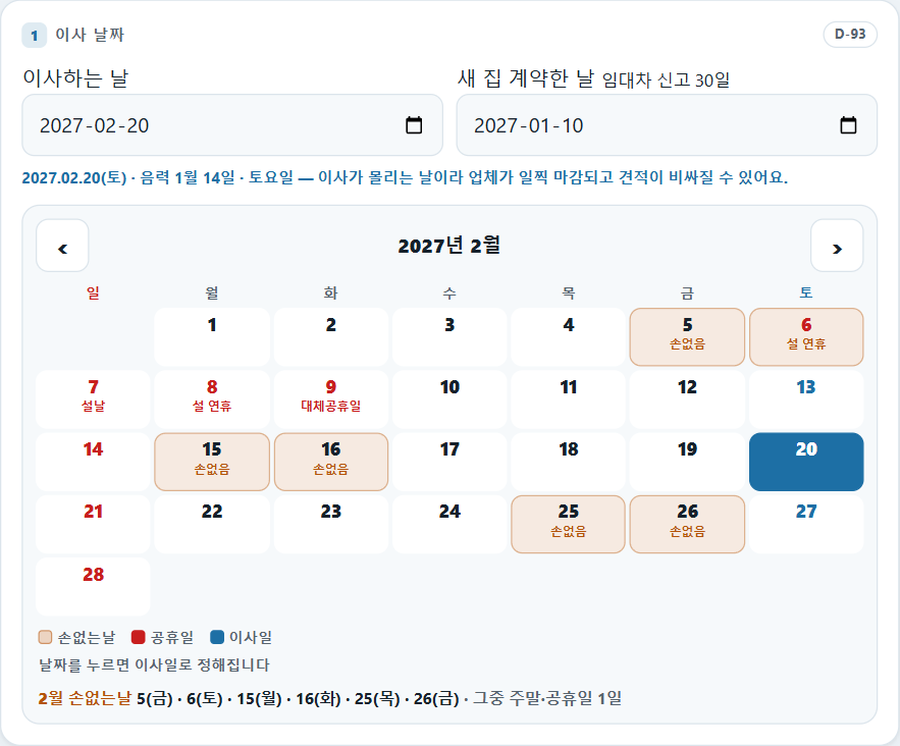 1 이사 날짜 D-93
이사하는 날 새 집 계약한 날 임대차 신고 30일
2027-02-20 2027-01-10
2027.02.20(토) · 음력 1월 14일 · 토요일 — 이사가 몰리는 날이라 업체가 일찍 마감되고 견적이 비싸질 수 있어요.
‹ 2027년 2월 ›
일 월 화 수 목 금 토
1 2 3 4 5 6
손없음 설 연휴
7 8 9 10 11 12 13
설날 설 연휴 대체공휴일
14 15 16 17 18 19 20
손없음 손없음
21 22 23 24 25 26 27
손없음 손없음
28
손없는날 공휴일 이사일
날짜를 누르면 이사일로 정해집니다
2월 손없는날 5(금) · 6(토) · 15(월) · 16(화) · 25(목) · 26(금) · 그중 주말·공휴일 1일